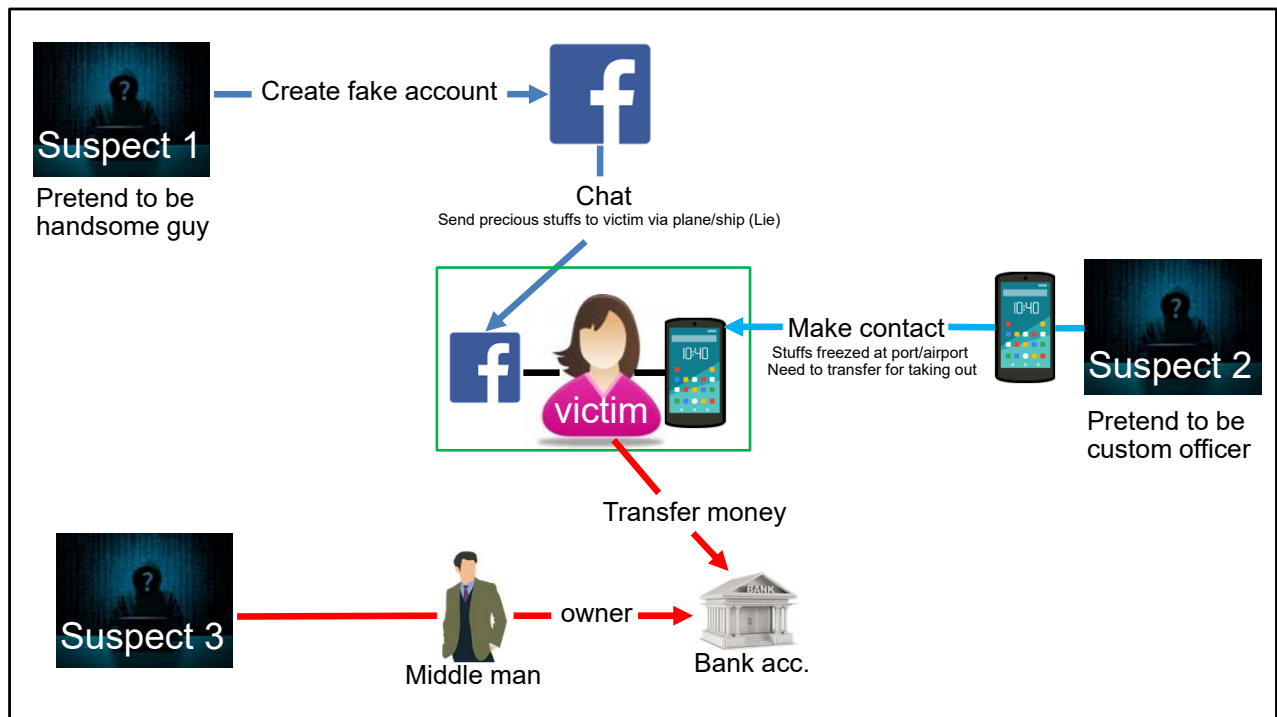 ?
Suspect 1
Pretend to be
handsome guy
Create fake account
f
Chat
Send precious stuffs to victim via plane/ship (Lie)
f
victim
10:40
Make contact
Stuffs freezed at port/airport
Need to transfer for taking out
10:40
?
Suspect 2
Pretend to be
custom officer
Transfer money
?
Suspect 3
Middle man
owner
BANK
Bank acc.